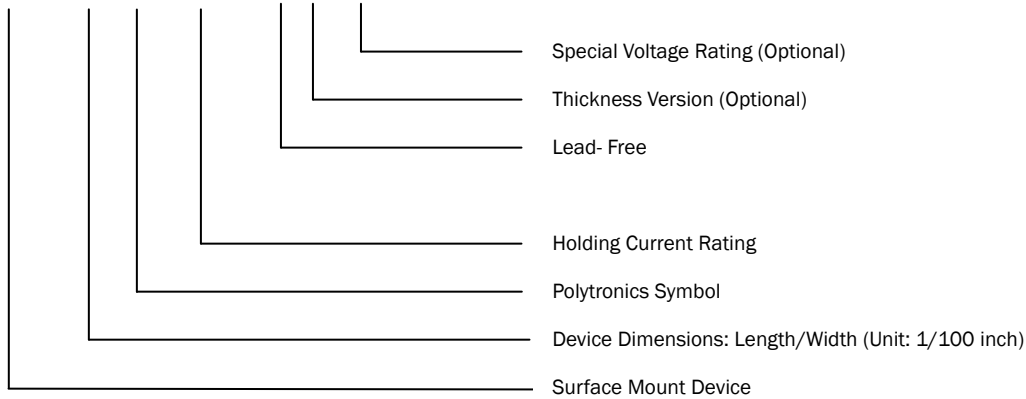 Special Voltage Rating (Optional)
Thickness Version (Optional)
Lead- Free
Holding Current Rating
Polytronics Symbol
Device Dimensions: Length/Width (Unit: 1/100 inch)
Surface Mount Device